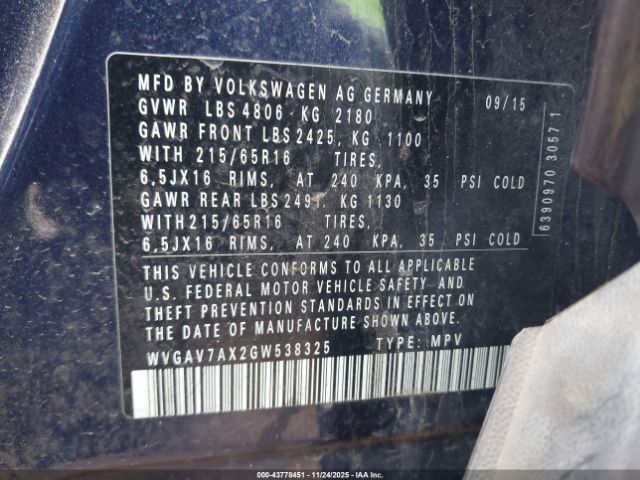 MFD BY VOLKSWAGEN AG GERMANY 09/15
GVWR LBS 4806 KG 2180
GAWR FRONT LBS 2425, KG 1100
WITH 215/65R16 TIRES,
6,5JX16 RIMS, AT 240 KPA, 35 PSI COLD
GAWR REAR LBS 2491, KG 1130
WITH 215/65R16 TIRES,
6,5JX16 RIMS, AT 240 KPA, 35 PSI COLD
THIS VEHICLE CONFORMS TO ALL APPLICABLE
U.S. FEDERAL MOTOR VEHICLE SAFETY AND
THEFT PREVENTION STANDARDS IN EFFECT ON
THE DATE OF MANUFACTURE SHOWN ABOVE.
WVGAV7AX2GW538325 TYPE: MPV
6390970 30571
000-43778451 - 11/24/2025 - IAA Inc.